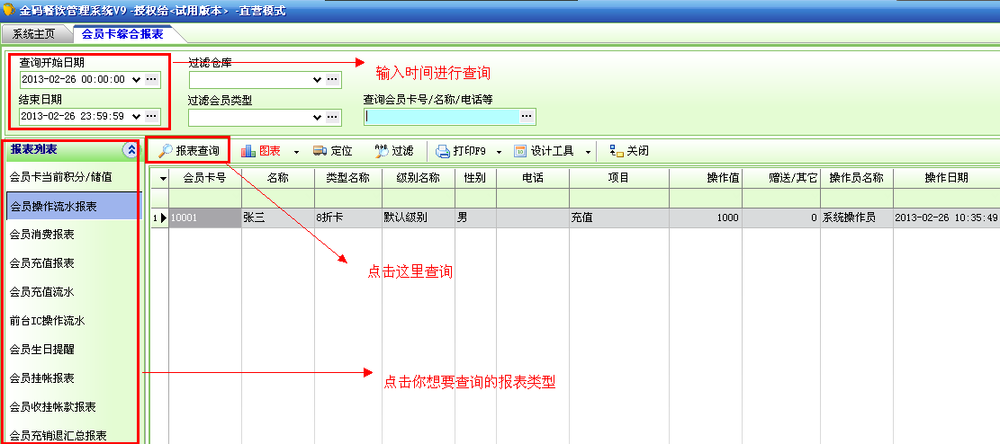 金码餐饮管理系统V9 -授权给<试用版本> -直营模式
系统主页 会员卡综合报表
查询开始日期 过滤仓库
2013-02-26 00:00:00 输入时间进行查询
结束日期 过滤会员类型 查询会员卡号/名称/电话等
2013-02-26 23:59:59
报表列表 报表查询 图表 定位 过滤 打印F9 设计工具 关闭
会员卡当前积分/储值 会员卡号 名称 类型名称 级别名称 性别 电话 项目 操作值 赠送/其它 操作员名称 操作日期
会员操作流水报表 1 10001 张三 8折卡 默认级别 男 充值 1000 0 系统操作员 2013-02-26 10:35:49
会员消费报表
会员充值报表 点击这里查询
会员充值流水
前台IC操作流水
会员生日提醒
会员挂帐报表 点击你想要查询的报表类型
会员收挂帐款报表
会员充销退汇总报表